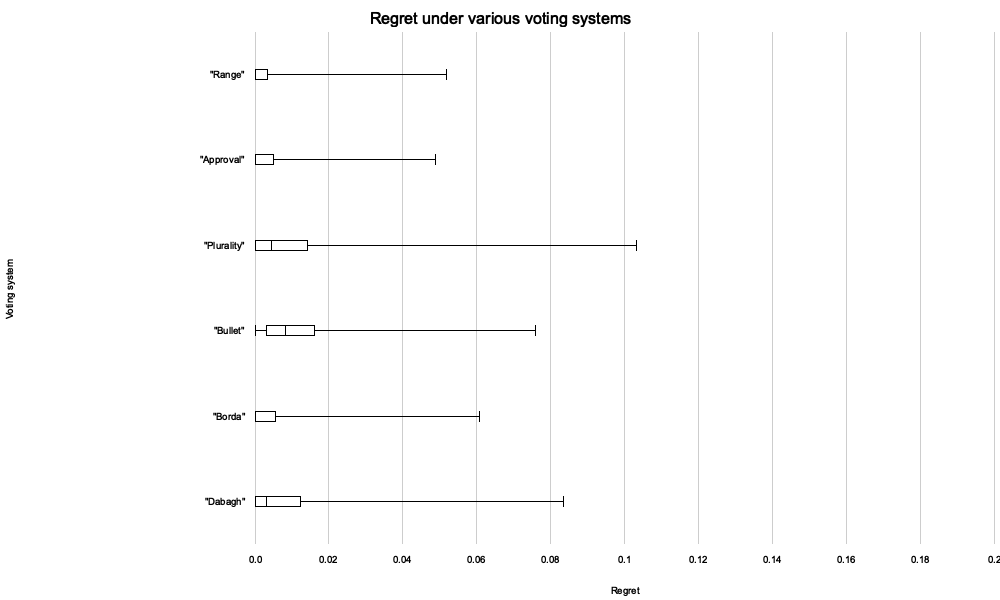 Regret under various voting systems
"Range"
"Approval"
"Plurality"
Voting system
"Bullet"
"Borda"
"Dabagh"
0.0 0.02 0.04 0.06 0.08 0.1 0.12 0.14 0.16 0.18 0.2
Regret